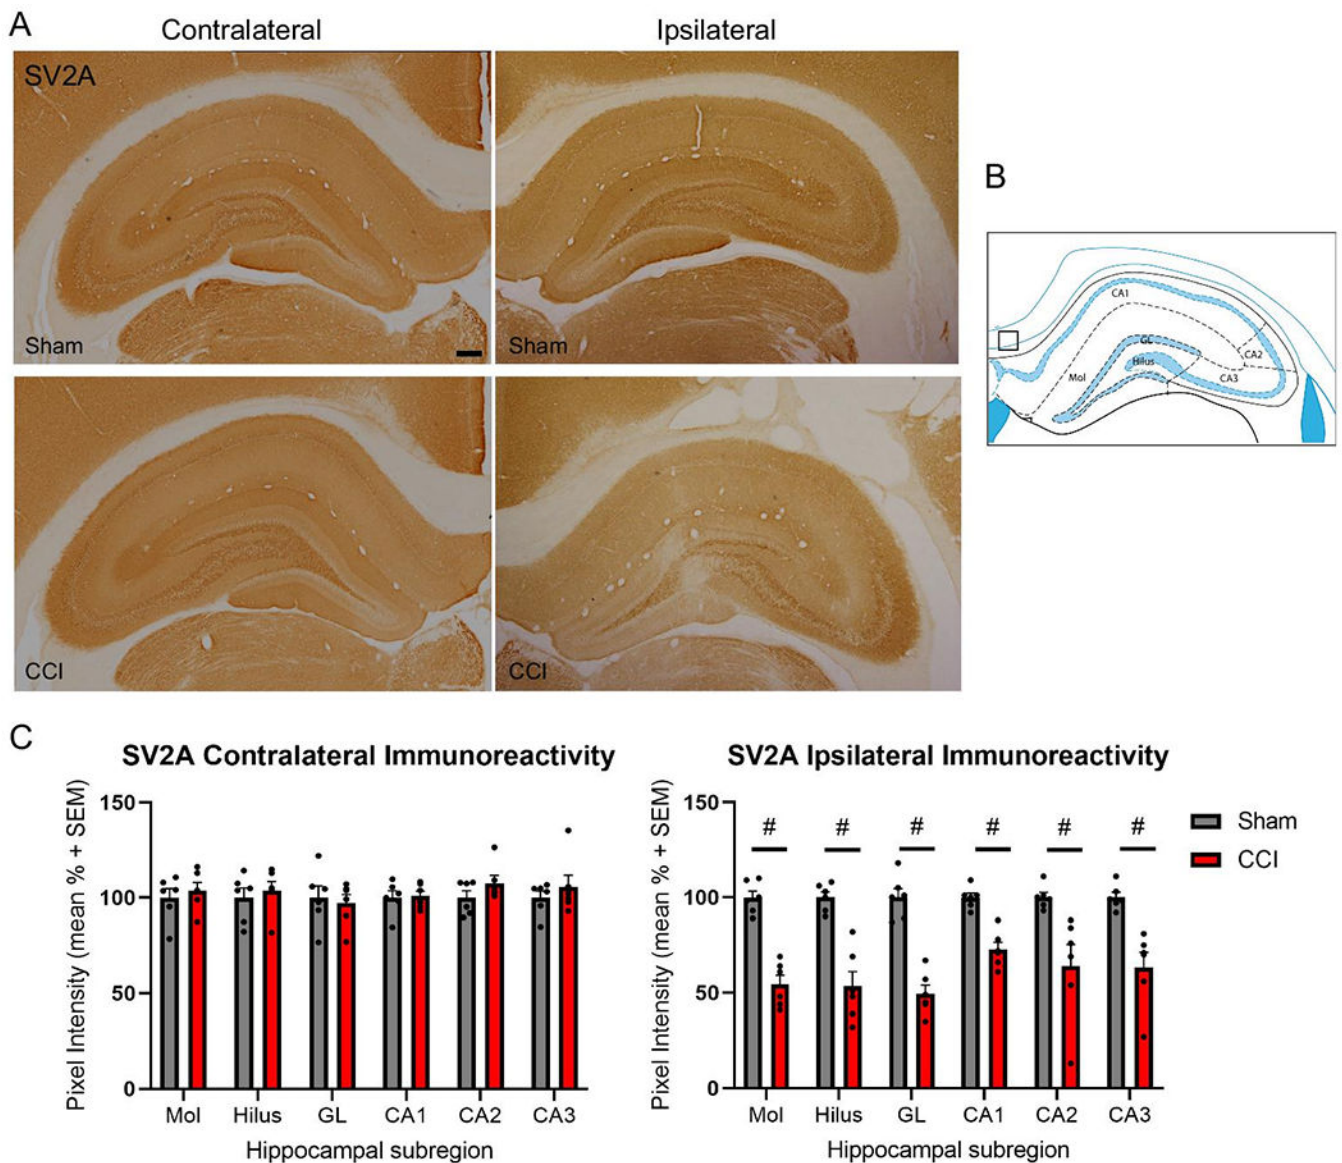 A
Contralateral
Ipsilateral
SV2A
Sham
Sham
CCI
CCI
B
CA1
GL
Hilus
CA2
Mol
CA3
C
SV2A Contralateral Immunoreactivity
Pixel Intensity (mean % + SEM)
150
100
50
0
Mol Hilus GL CA1 CA2 CA3
Hippocampal subregion
SV2A Ipsilateral Immunoreactivity
Pixel Intensity (mean % + SEM)
150
100
50
0
# # # # # #
Mol Hilus GL CA1 CA2 CA3
Hippocampal subregion
Sham
CCI